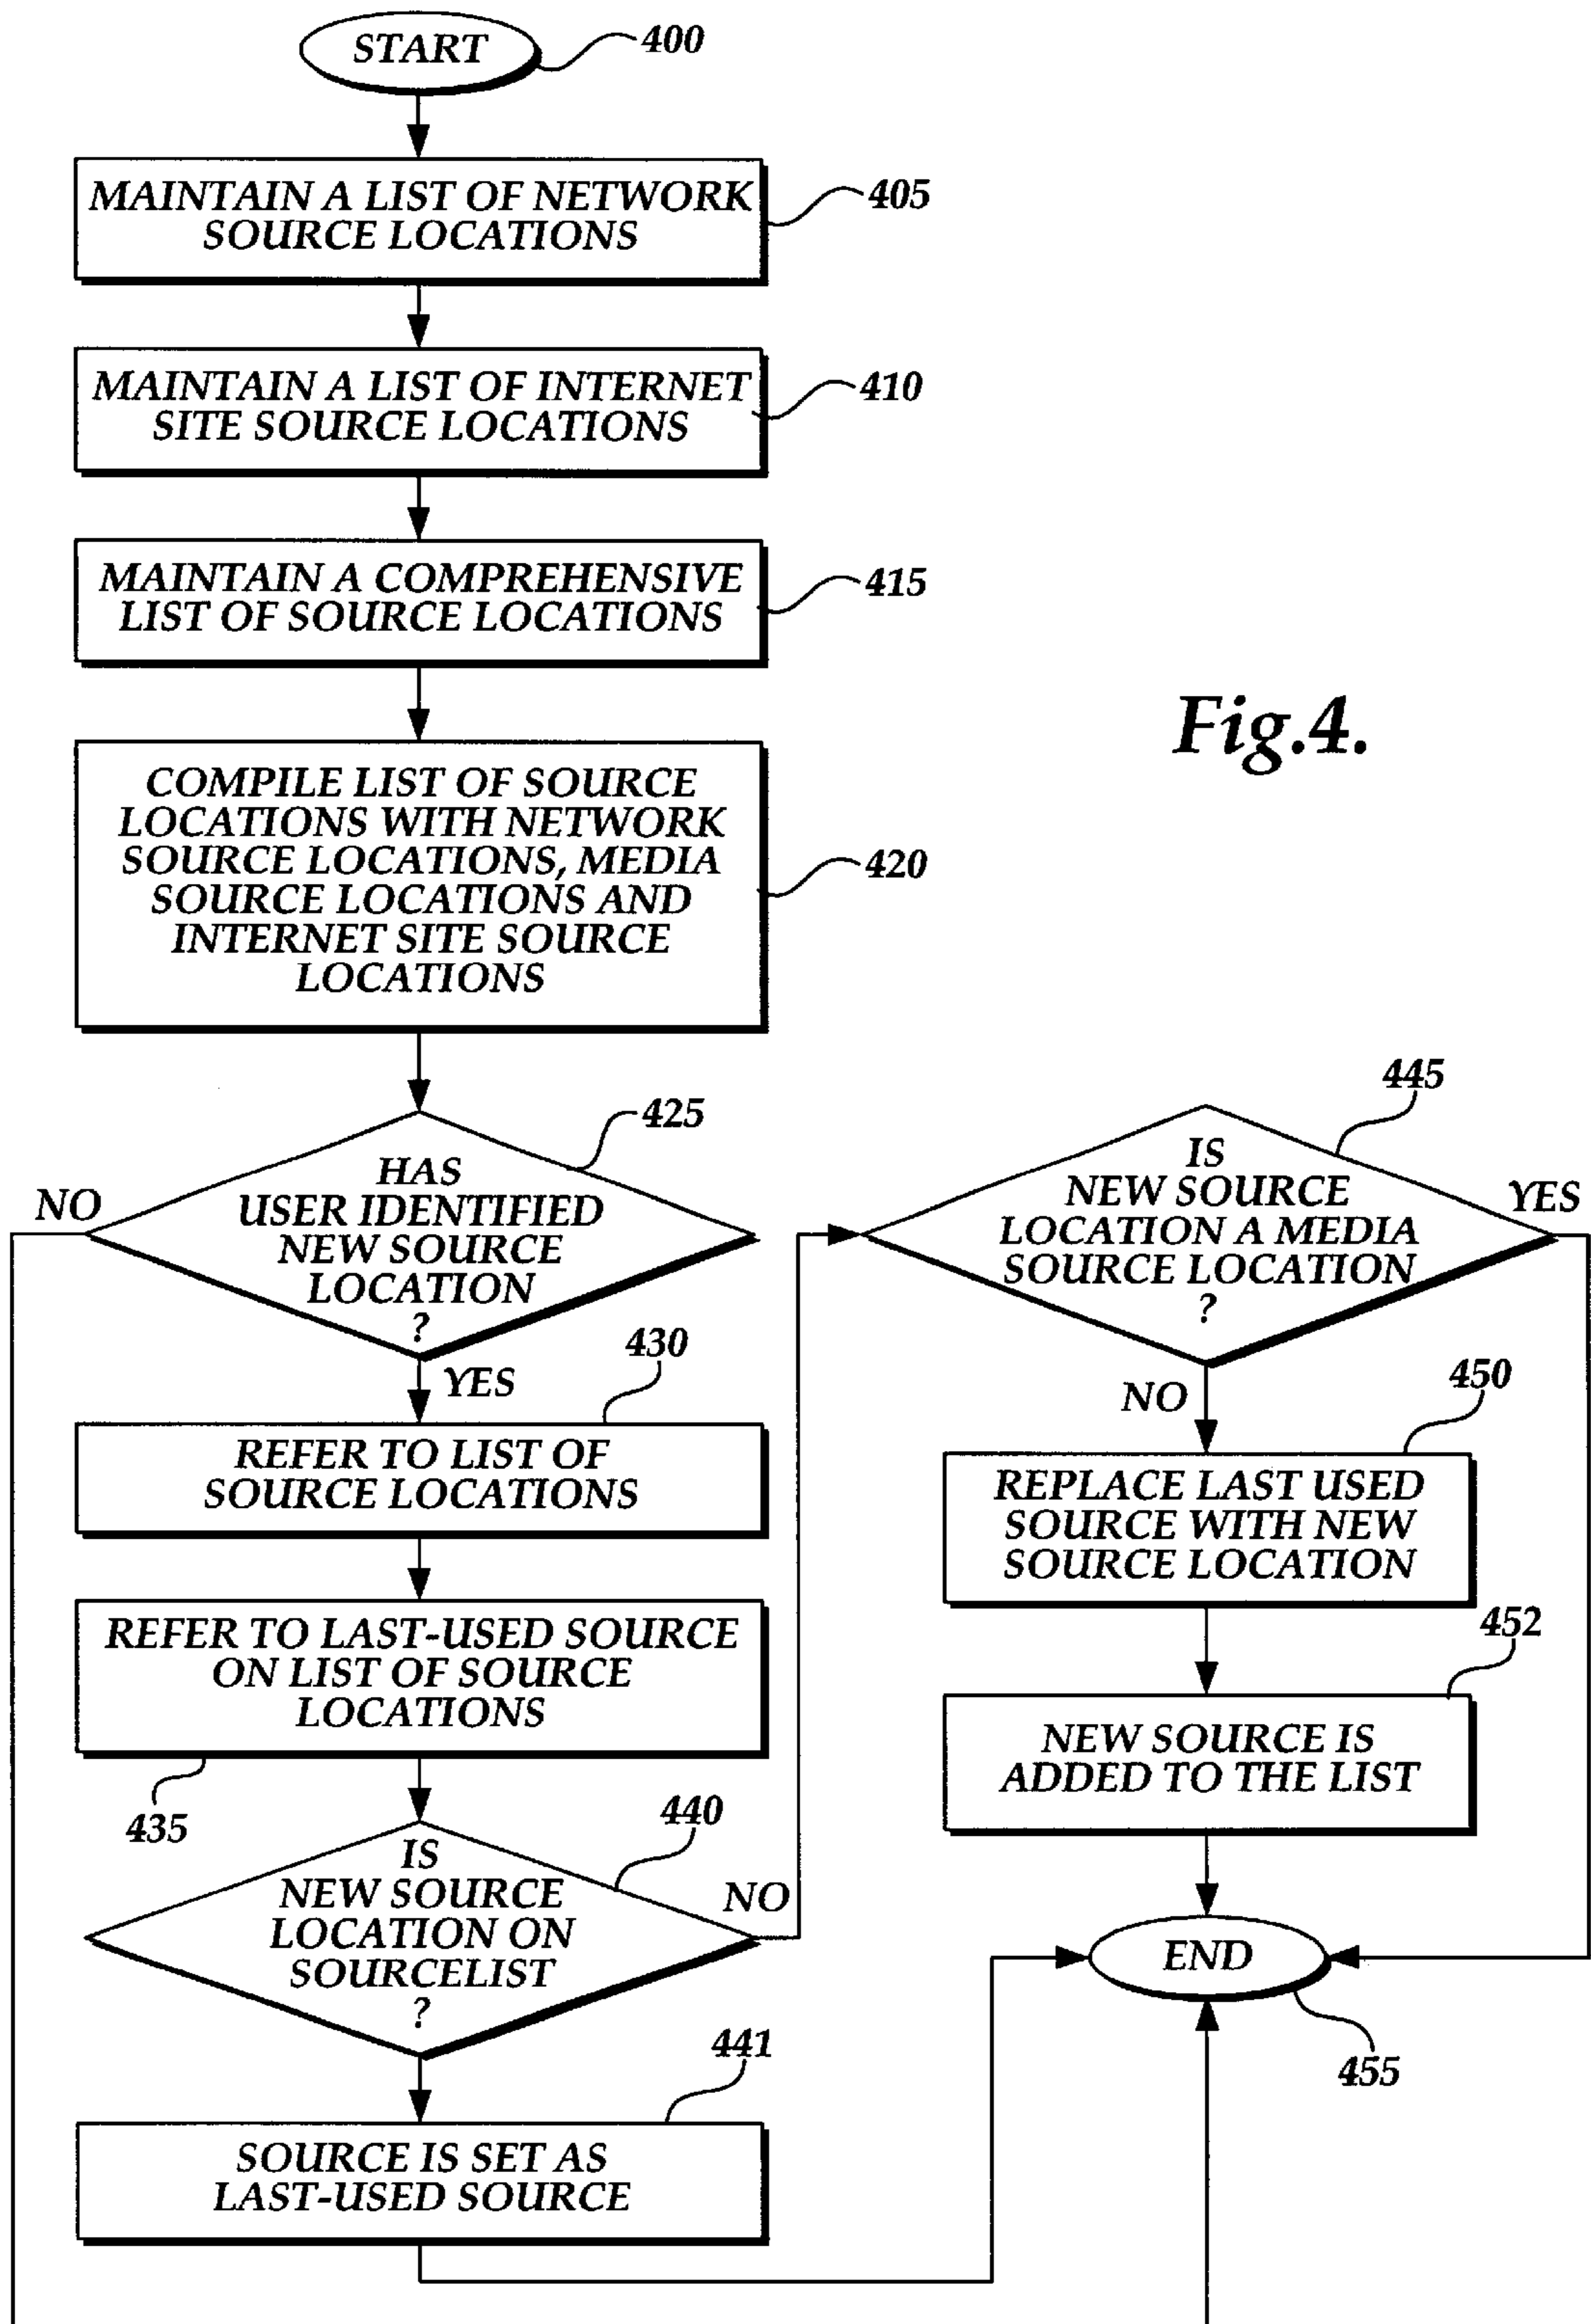 START
400
MAINTAIN A LIST OF NETWORK
SOURCE LOCATIONS
405
MAINTAIN A LIST OF INTERNET
SITE SOURCE LOCATIONS
410
MAINTAIN A COMPREHENSIVE
LIST OF SOURCE LOCATIONS
415
Fig.4.
COMPILE LIST OF SOURCE
LOCATIONS WITH NETWORK
SOURCE LOCATIONS, MEDIA
SOURCE LOCATIONS AND
INTERNET SITE SOURCE
LOCATIONS
420
425
HAS
USER IDENTIFIED
NEW SOURCE
LOCATION
?
NO
YES
430
REFER TO LIST OF
SOURCE LOCATIONS
REFER TO LAST-USED SOURCE
ON LIST OF SOURCE
LOCATIONS
435
440
IS
NEW SOURCE
LOCATION ON
SOURCELIST
?
NO
441
SOURCE IS SET AS
LAST-USED SOURCE
445
IS
NEW SOURCE
LOCATION A MEDIA
SOURCE LOCATION
?
YES
NO
450
REPLACE LAST USED
SOURCE WITH NEW
SOURCE LOCATION
452
NEW SOURCE IS
ADDED TO THE LIST
END
455